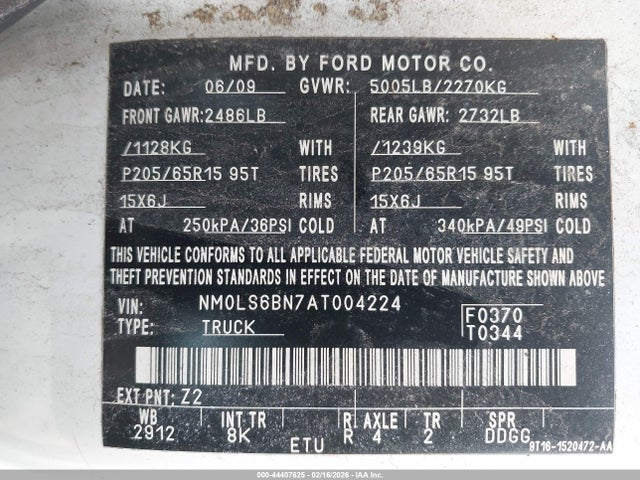 MFD. BY FORD MOTOR CO.
DATE: 06/09 GVWR: 5005LB/2270KG
FRONT GAWR: 2486LB REAR GAWR: 2732LB
/1128KG WITH /1239KG WITH
P205/65R15 95T TIRES P205/65R15 95T TIRES
15X6J RIMS 15X6J RIMS
AT 250kPA/36PSI COLD AT 340kPA/49PSI COLD
THIS VEHICLE CONFORMS TO ALL APPLICABLE FEDERAL MOTOR VEHICLE SAFETY AND
THEFT PREVENTION STANDARDS IN EFFECT ON THE DATE OF MANUFACTURE SHOWN ABOVE
VIN: NM0LS6BN7AT004224 F0370
TYPE: TRUCK T0344
EXT PNT: Z2
WB INT TR R AXLE TR SPR
2912 8K R 4 2 DDGG
ETU 9T16-1520472-AA
000-44407625 - 02/16/2026 - IAAI.COM